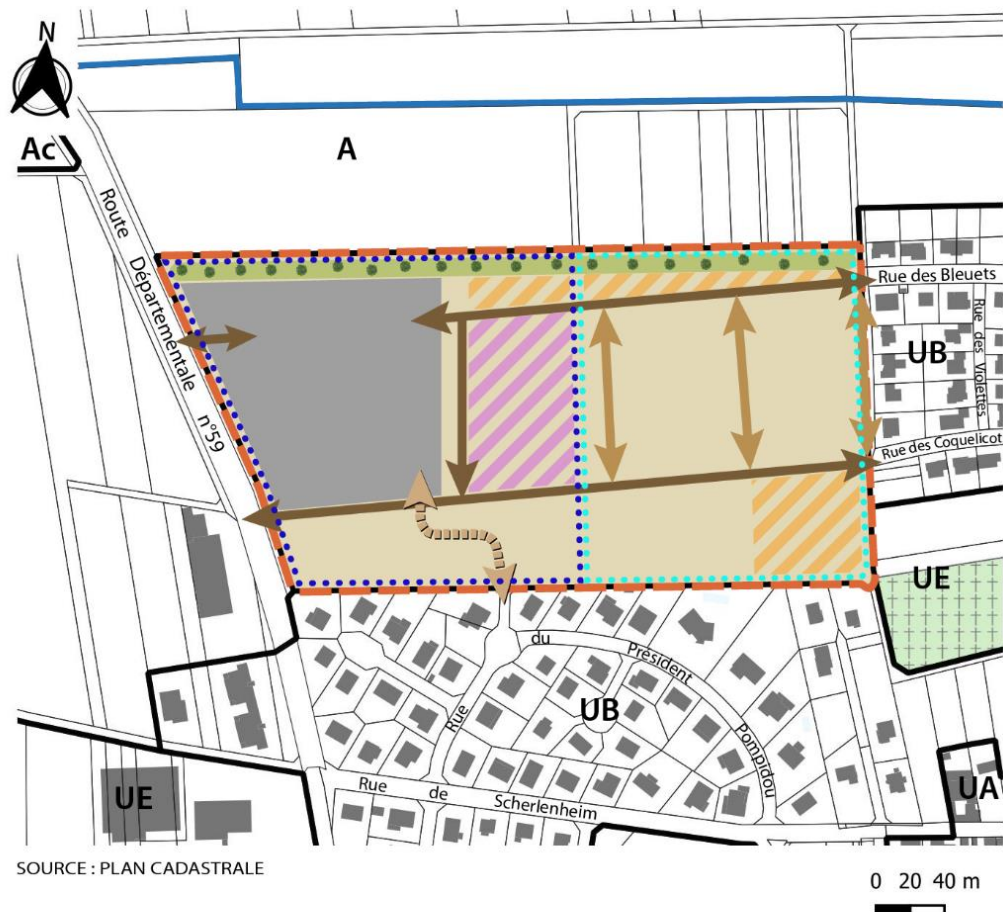 N
Ac
A
Route
Départementale
n°59
Rue des Bleuets
UB
Rue des Violettes
Rue des Coquelicot
UE
du
Président
Pompidou
Rue
UB
UE
Rue de Scherlenheim
UA
SOURCE : PLAN CADASTRALE
0 20 40 m